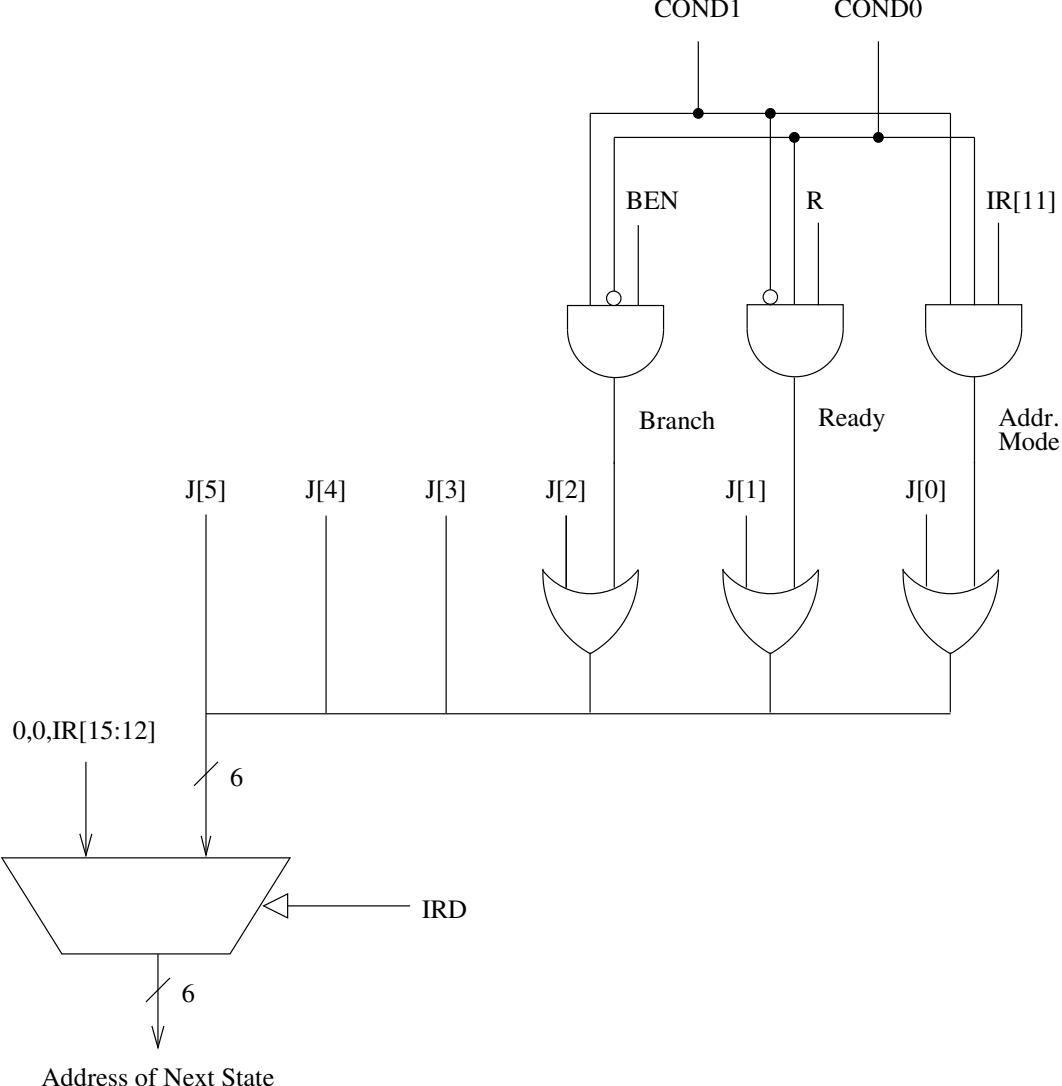 COND1
COND0
BEN
R
IR[11]
Branch
Ready
Addr.
Mode
J[5]
J[4]
J[3]
J[2]
J[1]
J[0]
0,0,IR[15:12]
6
IRD
6
Address of Next State